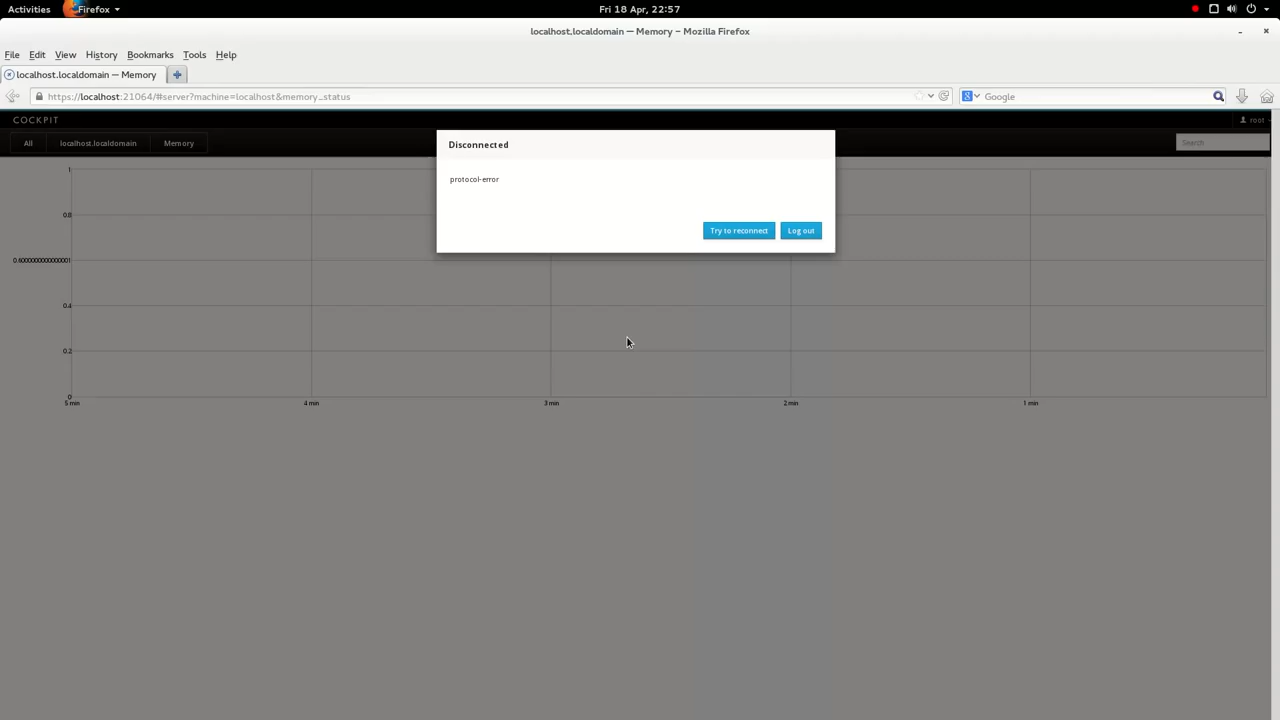 Activities Firefox Fri 18 Apr, 22:57
localhost.localdomain — Memory – Mozilla Firefox
File Edit View History Bookmarks Tools Help
localhost.localdomain — Memory
https://localhost:21064/#server?machine=localhost&memory_status Google
COCKPIT root
All localhost.localdomain Memory Search
Disconnected
protocol-error
Try to reconnect Log out
1
0.8
0.6000000000000001
0.4
0.2
0
5 min 4 min 3 min 2 min 1 min